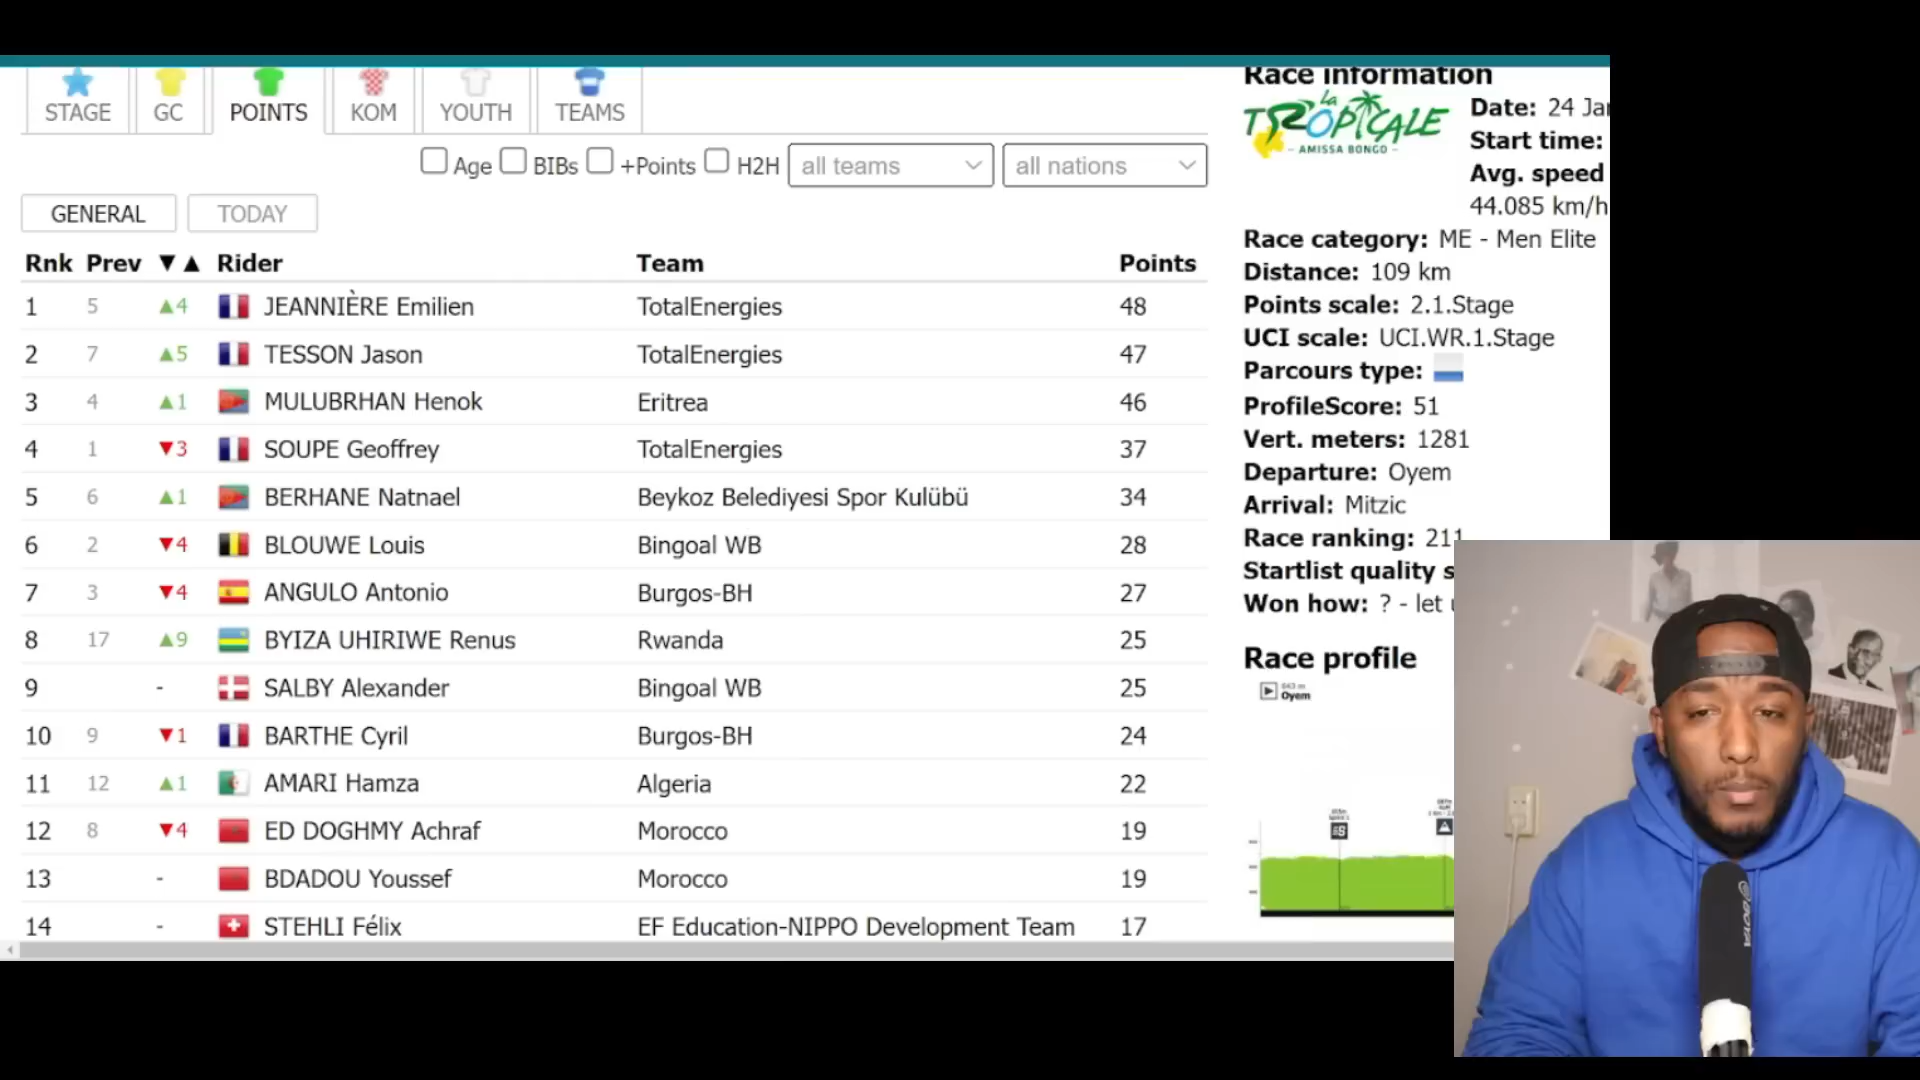 STAGE GC POINTS KOM YOUTH TEAMS
Age BIBs +Points H2H all teams all nations
GENERAL TODAY
Rnk Prev ▼▲ Rider Team Points
1 5 ▲4 JEANNIÈRE Emilien TotalEnergies 48
2 7 ▲5 TESSON Jason TotalEnergies 47
3 4 ▲1 MULUBRHAN Henok Eritrea 46
4 1 ▼3 SOUPE Geoffrey TotalEnergies 37
5 6 ▲1 BERHANE Natnael Beykoz Belediyesi Spor Kulübü 34
6 2 ▼4 BLOUWE Louis Bingoal WB 28
7 3 ▼4 ANGULO Antonio Burgos-BH 27
8 17 ▲9 BYIZA UHIRIWE Renus Rwanda 25
9 - SALBY Alexander Bingoal WB 25
10 9 ▼1 BARTHE Cyril Burgos-BH 24
11 12 ▲1 AMARI Hamza Algeria 22
12 8 ▼4 ED DOGHMY Achraf Morocco 19
13 - BDADOU Youssef Morocco 19
14 - STEHLI Félix EF Education-NIPPO Development Team 17
Race information
La
TROPICALE
- AMISSA BONGO -
Date: 24 Jan
Start time:
Avg. speed
44.085 km/h
Race category: ME - Men Elite
Distance: 109 km
Points scale: 2.1.Stage
UCI scale: UCI.WR.1.Stage
Parcours type:
ProfileScore: 51
Vert. meters: 1281
Departure: Oyem
Arrival: Mitzic
Race ranking: 211
Startlist quality s
Won how: ? - let
Race profile
Oyem
BOYA